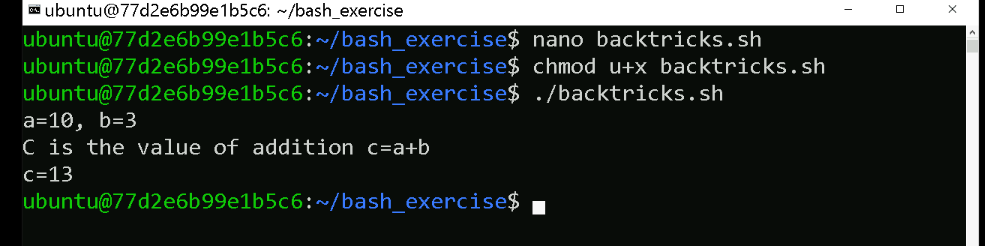 ubuntu@77d2e6b99e1b5c6: ~/bash_exercise
ubuntu@77d2e6b99e1b5c6:~/bash_exercise$ nano backtricks.sh
ubuntu@77d2e6b99e1b5c6:~/bash_exercise$ chmod u+x backtricks.sh
ubuntu@77d2e6b99e1b5c6:~/bash_exercise$ ./backtricks.sh
a=10, b=3
C is the value of addition c=a+b
c=13
ubuntu@77d2e6b99e1b5c6:~/bash_exercise$